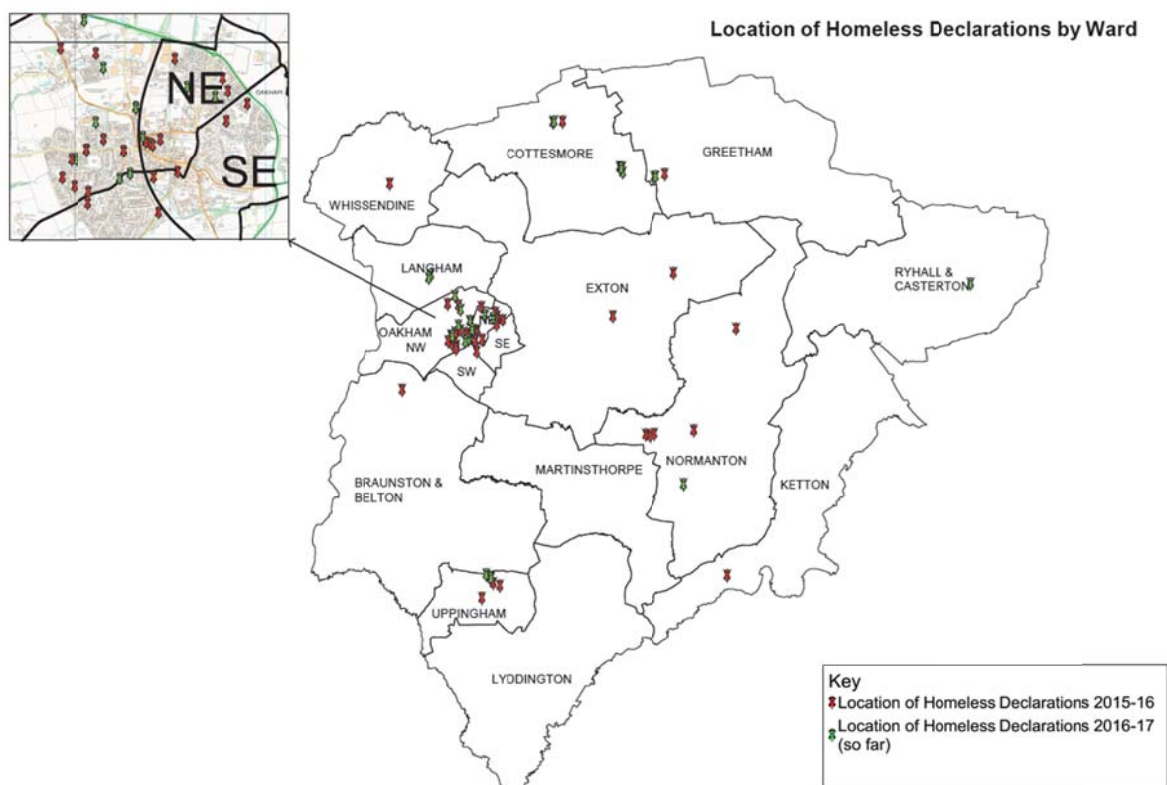 Location of Homeless Declarations by Ward
NE
OAKHAM
SE
COTTESMORE
GREETHAM
WHISSENDINE
LANGHAM
EXTON
RYHALL &
CASTERTON
OAKHAM
NW
NE
SE
SW
BRAUNSTON &
BELTON
MARTINSTHORPE
NORMANTON
KETTON
UPPINGHAM
LYDDINGTON
Key
Location of Homeless Declarations 2015-16
Location of Homeless Declarations 2016-17
(so far)